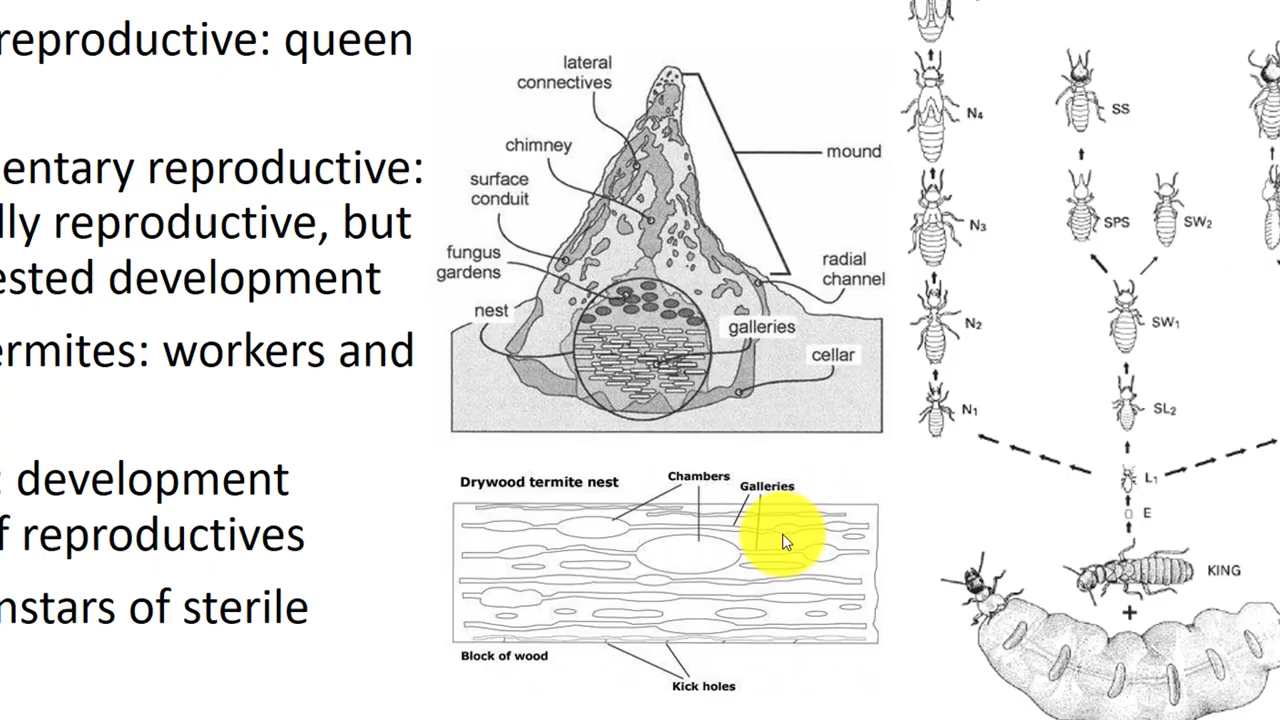 reproductive: queen
entary reproductive:
lly reproductive, but
ested development
ermites: workers and
: development
f reproductives
nstars of sterile
lateral
connectives
chimney
surface
conduit
fungus
gardens
nest
mound
radial
channel
galleries
cellar
Drywood termite nest
Chambers
Galleries
Block of wood
Kick holes
N4
N3
N2
N1
SS
SPS
SW2
SW1
SL2
L1
E
KING
+